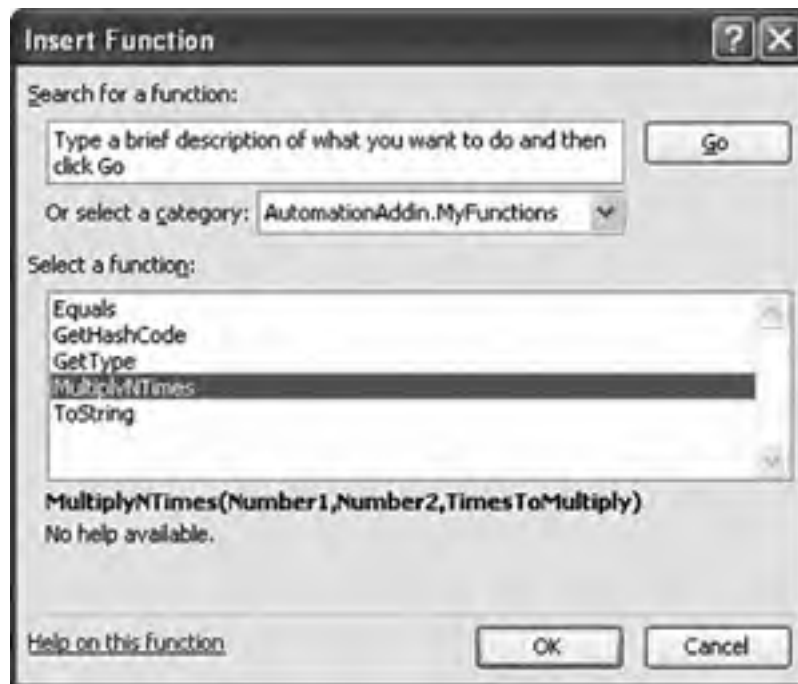 Insert Function
Search for a function:
Type a brief description of what you want to do and then
click Go
Go
Or select a category: AutomationAddin.MyFunctions
Select a function:
Equals
GetHashCode
GetType
MultiplyNTimes
ToString
MultiplyNTimes(Number1,Number2,TimesToMultiply)
No help available.
Help on this function
OK
Cancel